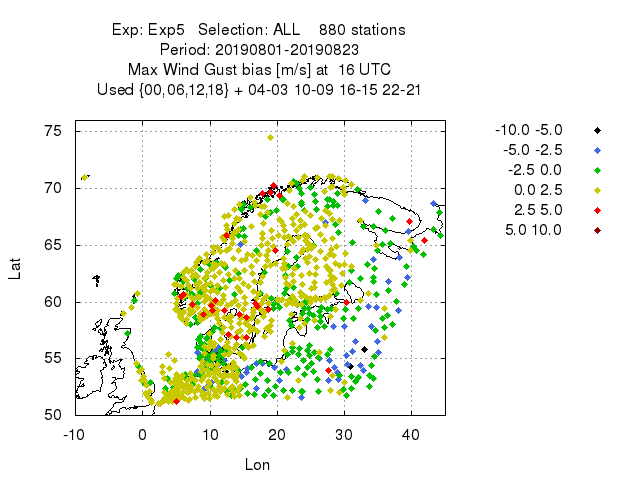 Exp: Exp5 Selection: ALL 880 stations
Period: 20190801-20190823
Max Wind Gust bias [m/s] at 16 UTC
Used {00,06,12,18} + 04-03 10-09 16-15 22-21
-10.0 -5.0
-5.0 -2.5
-2.5 0.0
0.0 2.5
2.5 5.0
5.0 10.0
75
70
65
60
55
50
Lat
-10 0 10 20 30 40
Lon